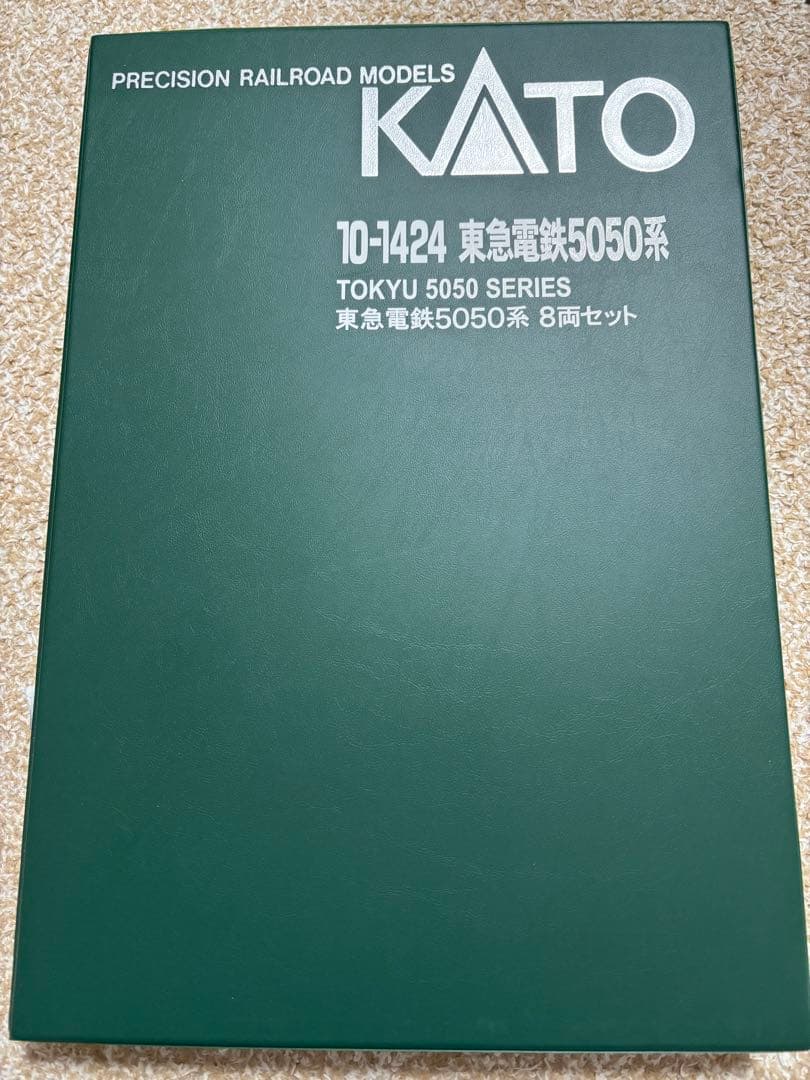 PRECISION RAILROAD MODELS
KATO
10-1424 東急電鉄5050系
TOKYU 5050 SERIES
東急電鉄5050系 8両セット